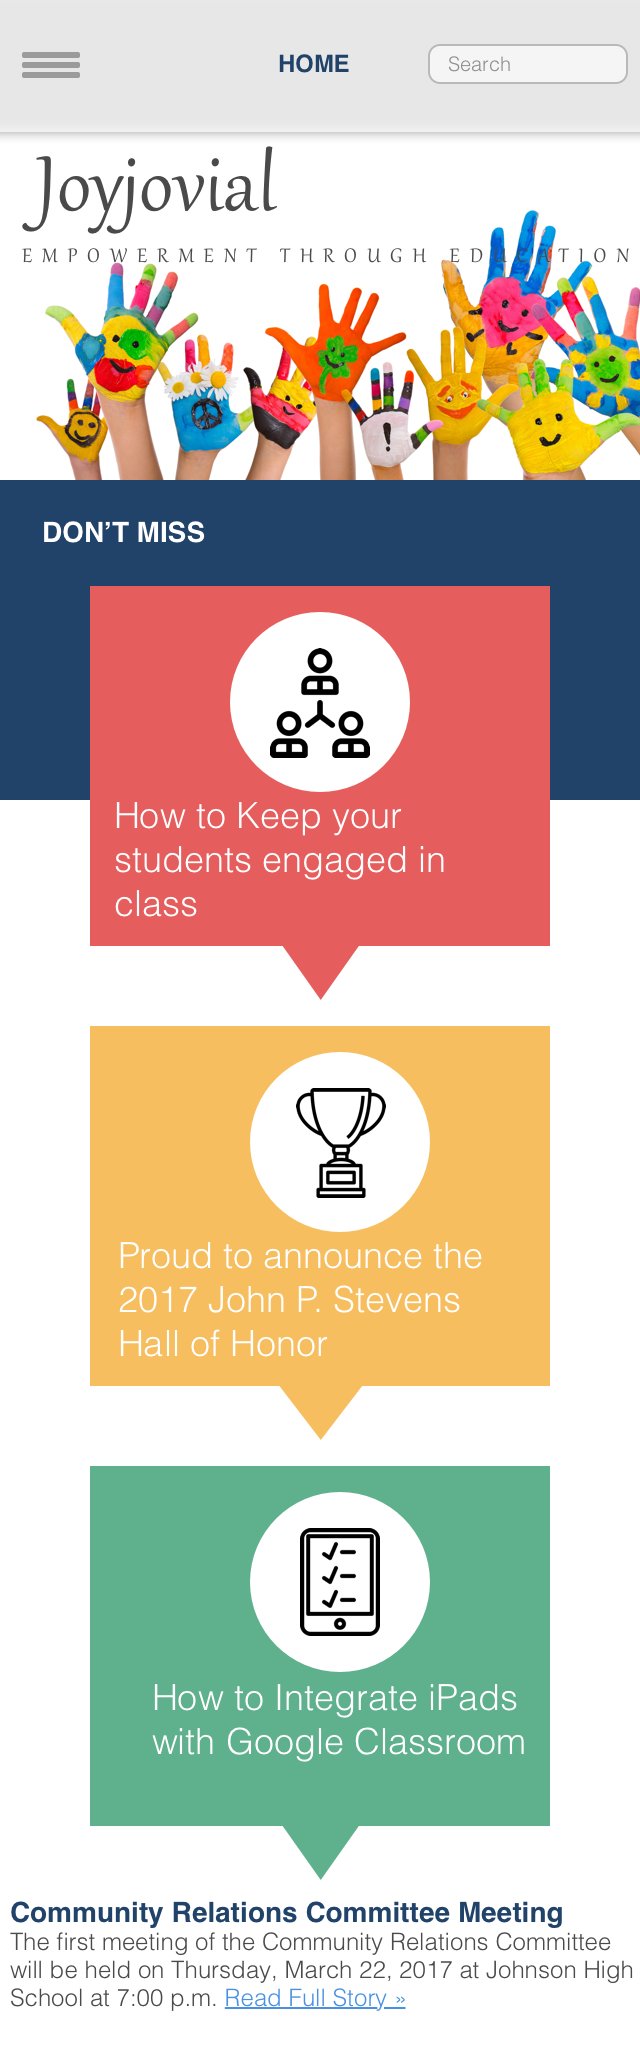 HOME
Search
Joyjovial
EMPOWERMENT THROUGH EDUCATION
DON’T MISS
How to Keep your
students engaged in
class
Proud to announce the
2017 John P. Stevens
Hall of Honor
How to Integrate iPads
with Google Classroom
Community Relations Committee Meeting
The first meeting of the Community Relations Committee
will be held on Thursday, March 22, 2017 at Johnson High
School at 7:00 p.m. Read Full Story »